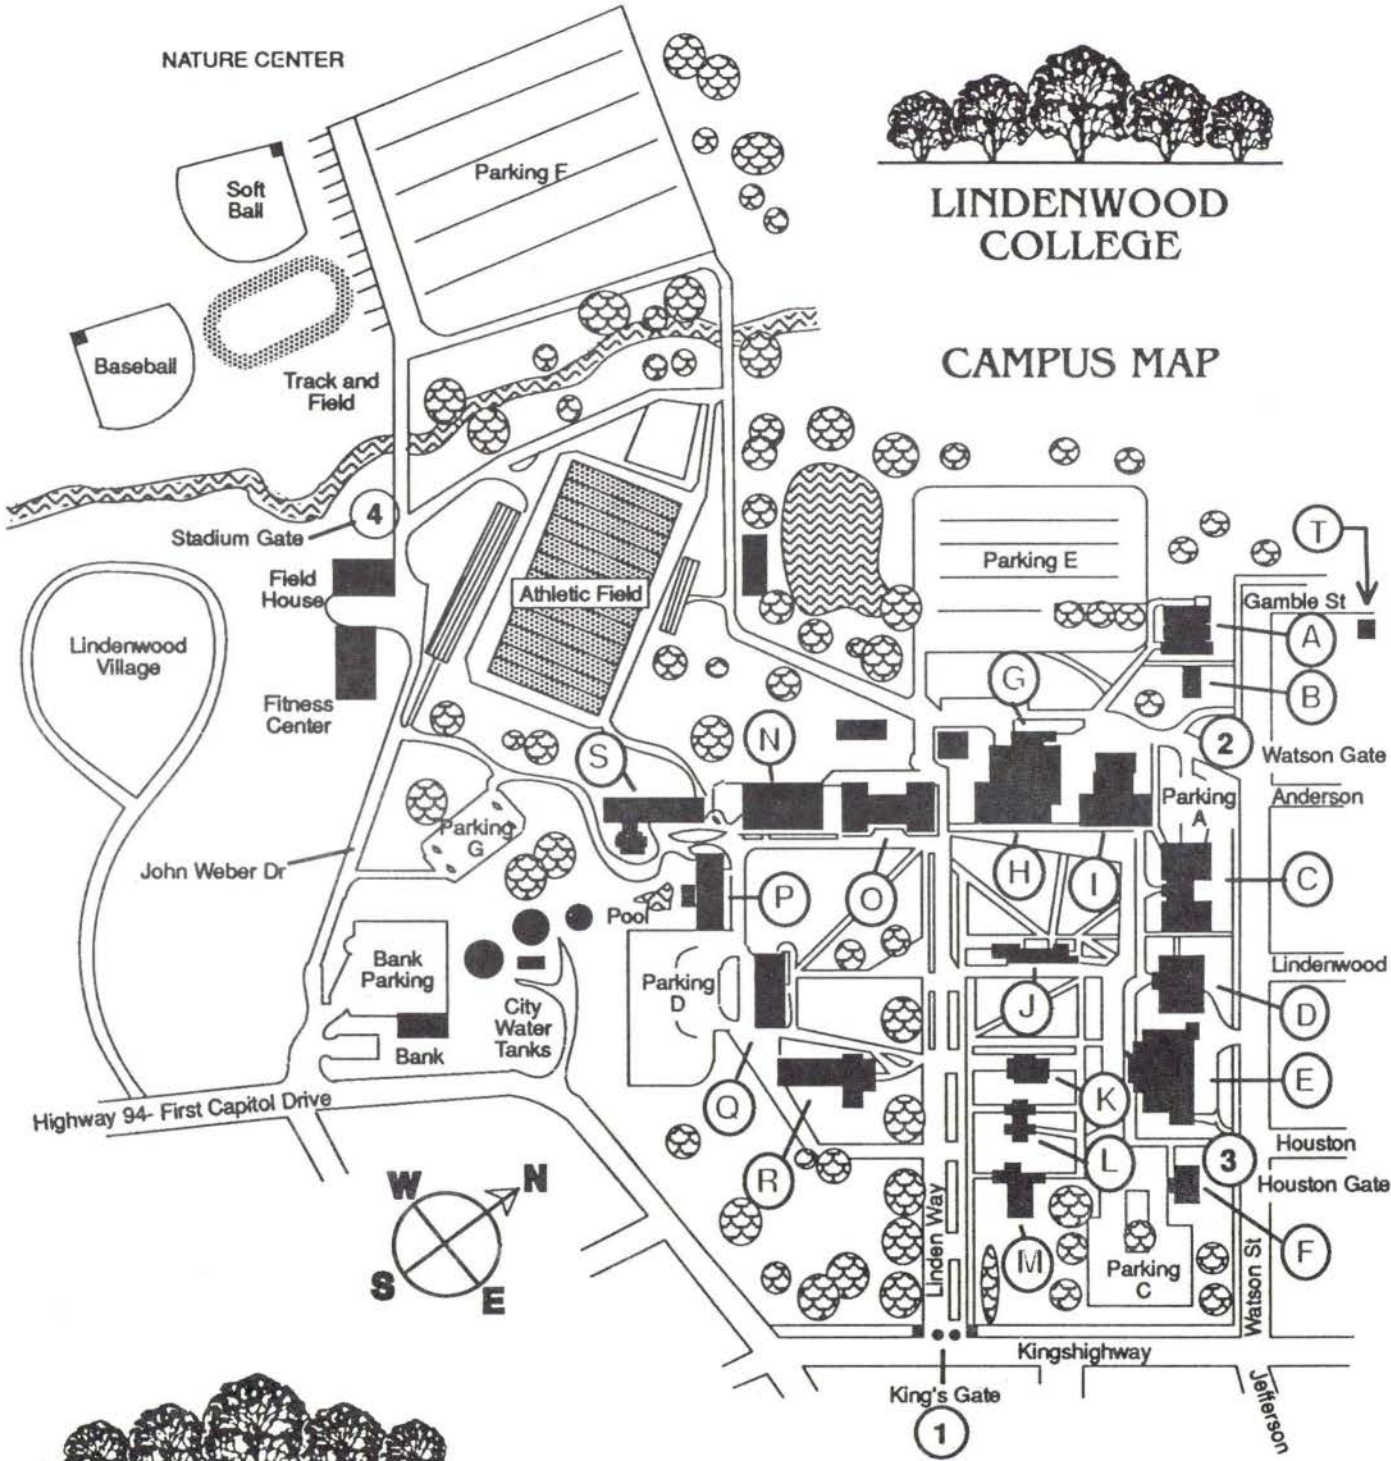 NATURE CENTER
LINDENWOOD
COLLEGE
CAMPUS MAP
Parking F
Soft
Ball
Baseball
Track and
Field
4
Stadium Gate
Field
House
Fitness
Center
Lindenwood
Village
Athletic Field
Parking E
T
Gamble St
A
B
G
2
Watson Gate
Anderson
Parking
A
S
N
Parking
G
John Weber Dr
H
I
O
P
C
Pool
Bank
Parking
Bank
City
Water
Tanks
Parking
D
J
Lindenwood
D
E
K
Q
Highway 94- First Capitol Drive
Houston
L
3
Houston Gate
R
M
F
Linden Way
Parking
C
Watson St
W
N
S
E
Kingshighway
King's Gate
1
Jefferson